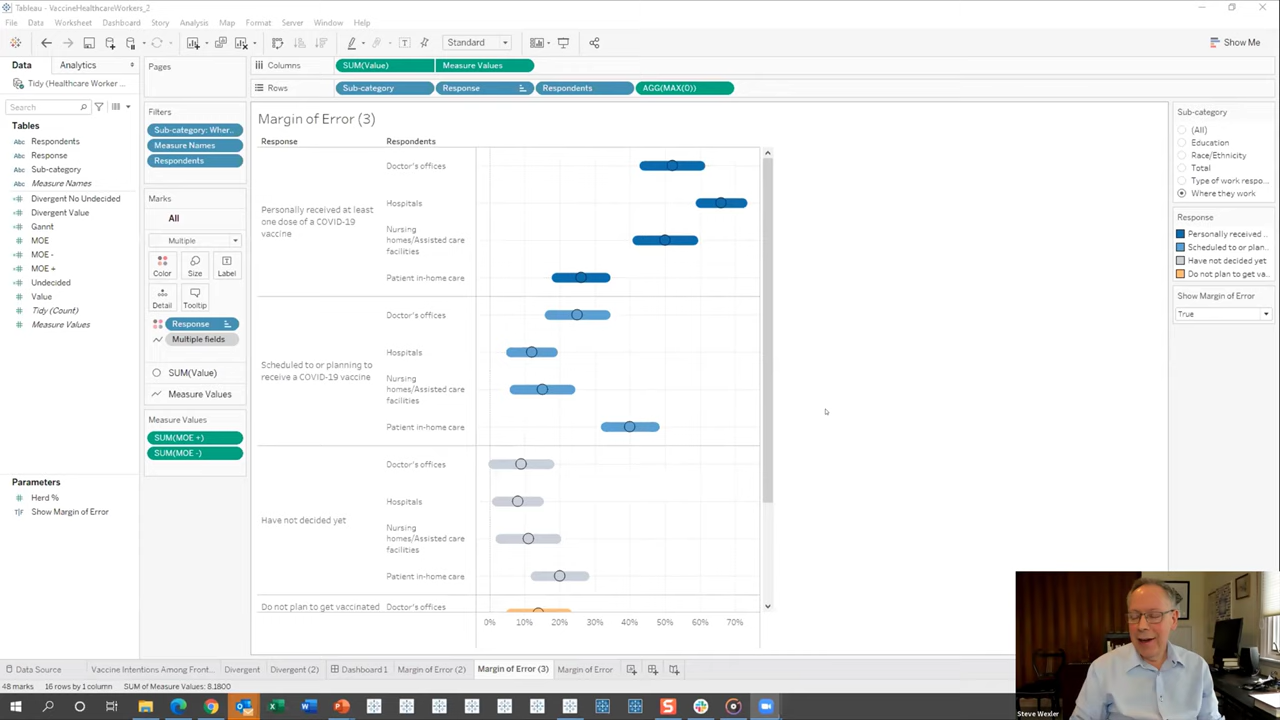 Tableau - VaccineHealthcareWorkers_2
File Data Worksheet Dashboard Story Analysis Map Format Server Window Help
Standard
Show Me
Data Analytics
Tidy (Healthcare Worker ...
Search
Tables
Abc Respondents
Abc Response
Abc Sub-category
Abc Measure Names
# Divergent No Undecided
# Divergent Value
# Gannt
# MOE
# MOE -
# MOE +
# Undecided
# Value
# Tidy (Count)
# Measure Values
Parameters
# Herd %
Show Margin of Error
Pages
Filters
Sub-category: Wher..
Measure Names
Respondents
Marks
All
Multiple
Color Size Label
Detail Tooltip
Response
Multiple fields
SUM(Value)
Measure Values
Measure Values
SUM(MOE +)
SUM(MOE -)
Columns SUM(Value) Measure Values
Rows Sub-category Response Respondents AGG(MAX(0))
Margin of Error (3)
Response Respondents
Personally received at least
one dose of a COVID-19
vaccine
Doctor's offices
Hospitals
Nursing
homes/Assisted care
facilities
Patient in-home care
Scheduled to or planning to
receive a COVID-19 vaccine
Doctor's offices
Hospitals
Nursing
homes/Assisted care
facilities
Patient in-home care
Have not decided yet
Doctor's offices
Hospitals
Nursing
homes/Assisted care
facilities
Patient in-home care
Do not plan to get vaccinated Doctor's offices
0% 10% 20% 30% 40% 50% 60% 70%
Sub-category
(All)
Education
Race/Ethnicity
Total
Type of work respo...
Where they work
Response
Personally received ..
Scheduled to or plan...
Have not decided yet
Do not plan to get va..
Show Margin of Error
True
Data Source Vaccine Intentions Among Front... Divergent Divergent (2) Dashboard 1 Margin of Error (2) Margin of Error (3) Margin of Error
48 marks 16 rows by 1 column SUM of Measure Values: 8.1800
Steve Wexler